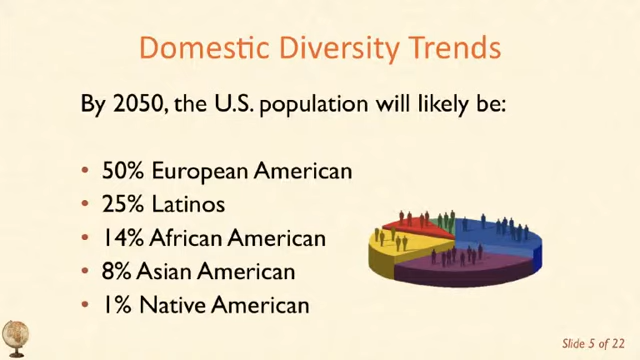 Domestic Diversity Trends
By 2050, the U.S. population will likely be:
• 50% European American
• 25% Latinos
• 14% African American
• 8% Asian American
• 1% Native American
Slide 5 of 22